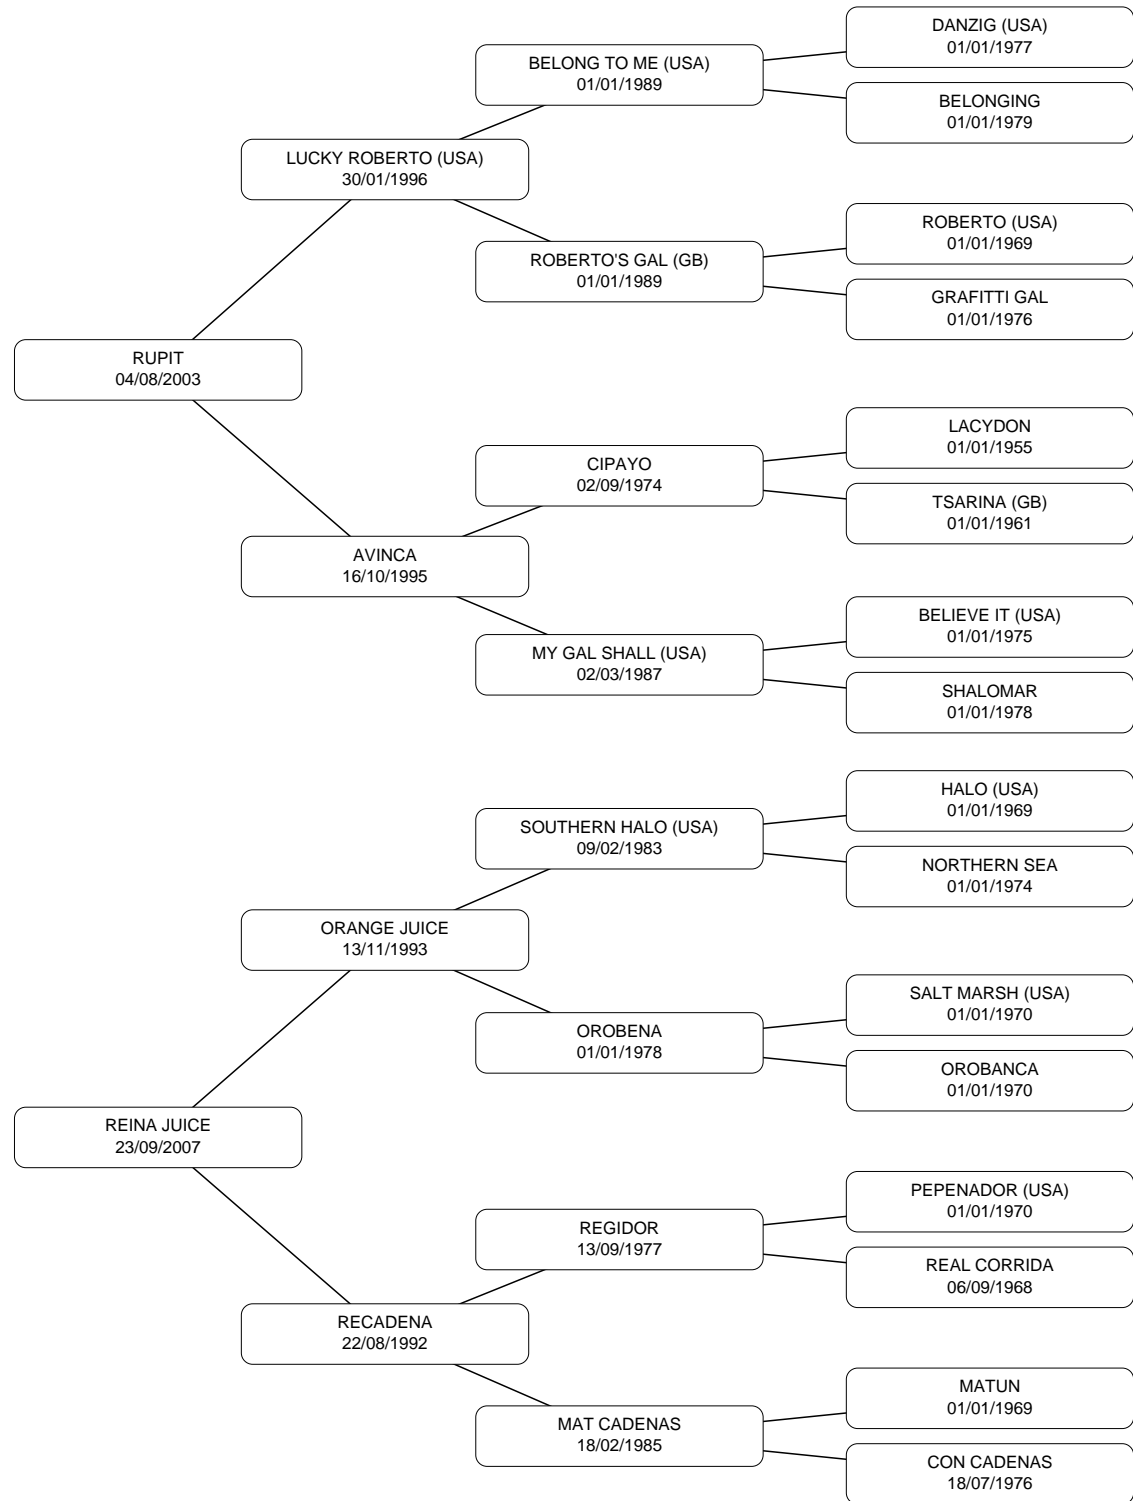 DANZIG (USA)
01/01/1977
BELONG TO ME (USA)
01/01/1989
BELONGING
01/01/1979
LUCKY ROBERTO (USA)
30/01/1996
ROBERTO (USA)
01/01/1969
ROBERTO'S GAL (GB)
01/01/1989
GRAFITTI GAL
01/01/1976
RUPIT
04/08/2003
LACYDON
01/01/1955
CIPAYO
02/09/1974
TSARINA (GB)
01/01/1961
AVINCA
16/10/1995
BELIEVE IT (USA)
01/01/1975
MY GAL SHALL (USA)
02/03/1987
SHALOMAR
01/01/1978
HALO (USA)
01/01/1969
SOUTHERN HALO (USA)
09/02/1983
NORTHERN SEA
01/01/1974
ORANGE JUICE
13/11/1993
SALT MARSH (USA)
01/01/1970
OROBENA
01/01/1978
OROBANCA
01/01/1970
REINA JUICE
23/09/2007
PEPENADOR (USA)
01/01/1970
REGIDOR
13/09/1977
REAL CORRIDA
06/09/1968
RECADENA
22/08/1992
MATUN
01/01/1969
MAT CADENAS
18/02/1985
CON CADENAS
18/07/1976